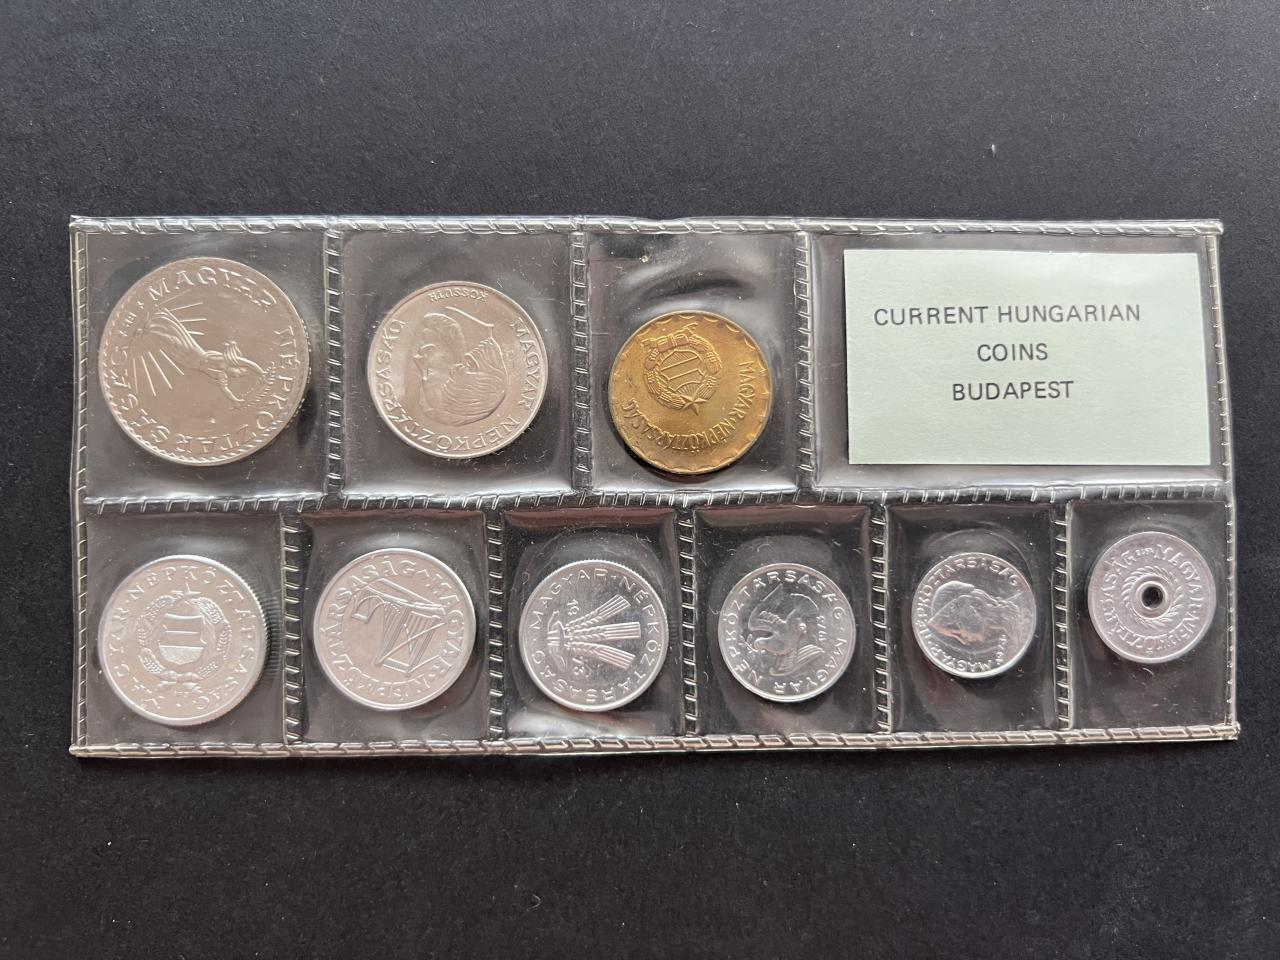 MAGYAR NÉPKÖZTÁRSASÁG
MAGYAR NÉPKÖZTÁRSASÁG
KOSSUTH
MAGYAR·NÉPKÖZTÁRSASÁG
CURRENT HUNGARIAN
COINS
BUDAPEST
MAGYAR·NÉPKÖZTÁRSASÁG
MAGYAR·NÉPKÖZTÁRSASÁG
MAGYAR·NÉPKÖZTÁRSASÁG
MAGYAR NÉPKÖZTÁRSASÁG
MAGYAR NÉPKÖZTÁRSASÁG
MAGYAR·NÉPKÖZTÁRSASÁG